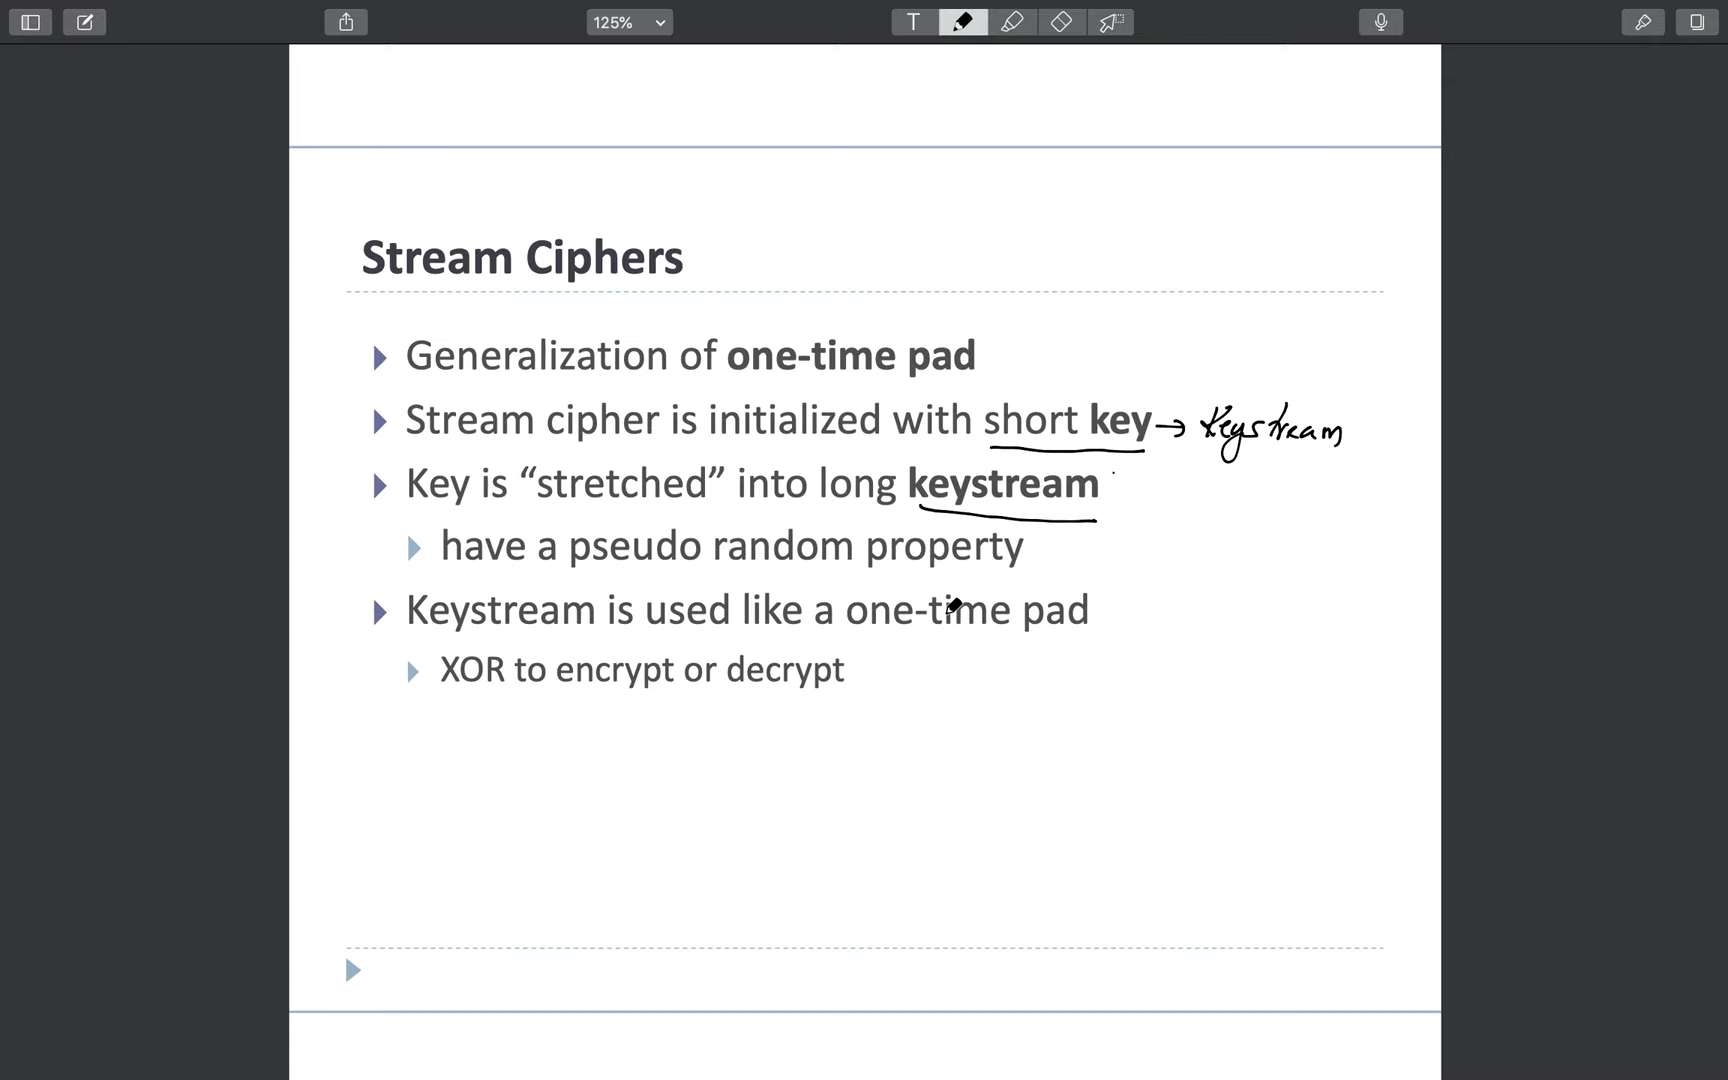 125%
T
Stream Ciphers
Generalization of one-time pad
Stream cipher is initialized with short key → Keystream
Key is “stretched” into long keystream
have a pseudo random property
Keystream is used like a one-time pad
XOR to encrypt or decrypt